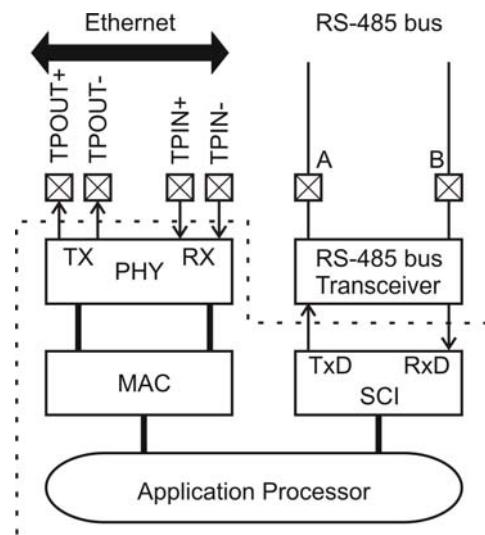 Ethernet
RS-485 bus
TPOUT+
TPOUT-
TPIN+
TPIN-
A
B
TX
RX
PHY
RS-485 bus
Transceiver
MAC
TxD
RxD
SCI
Application Processor